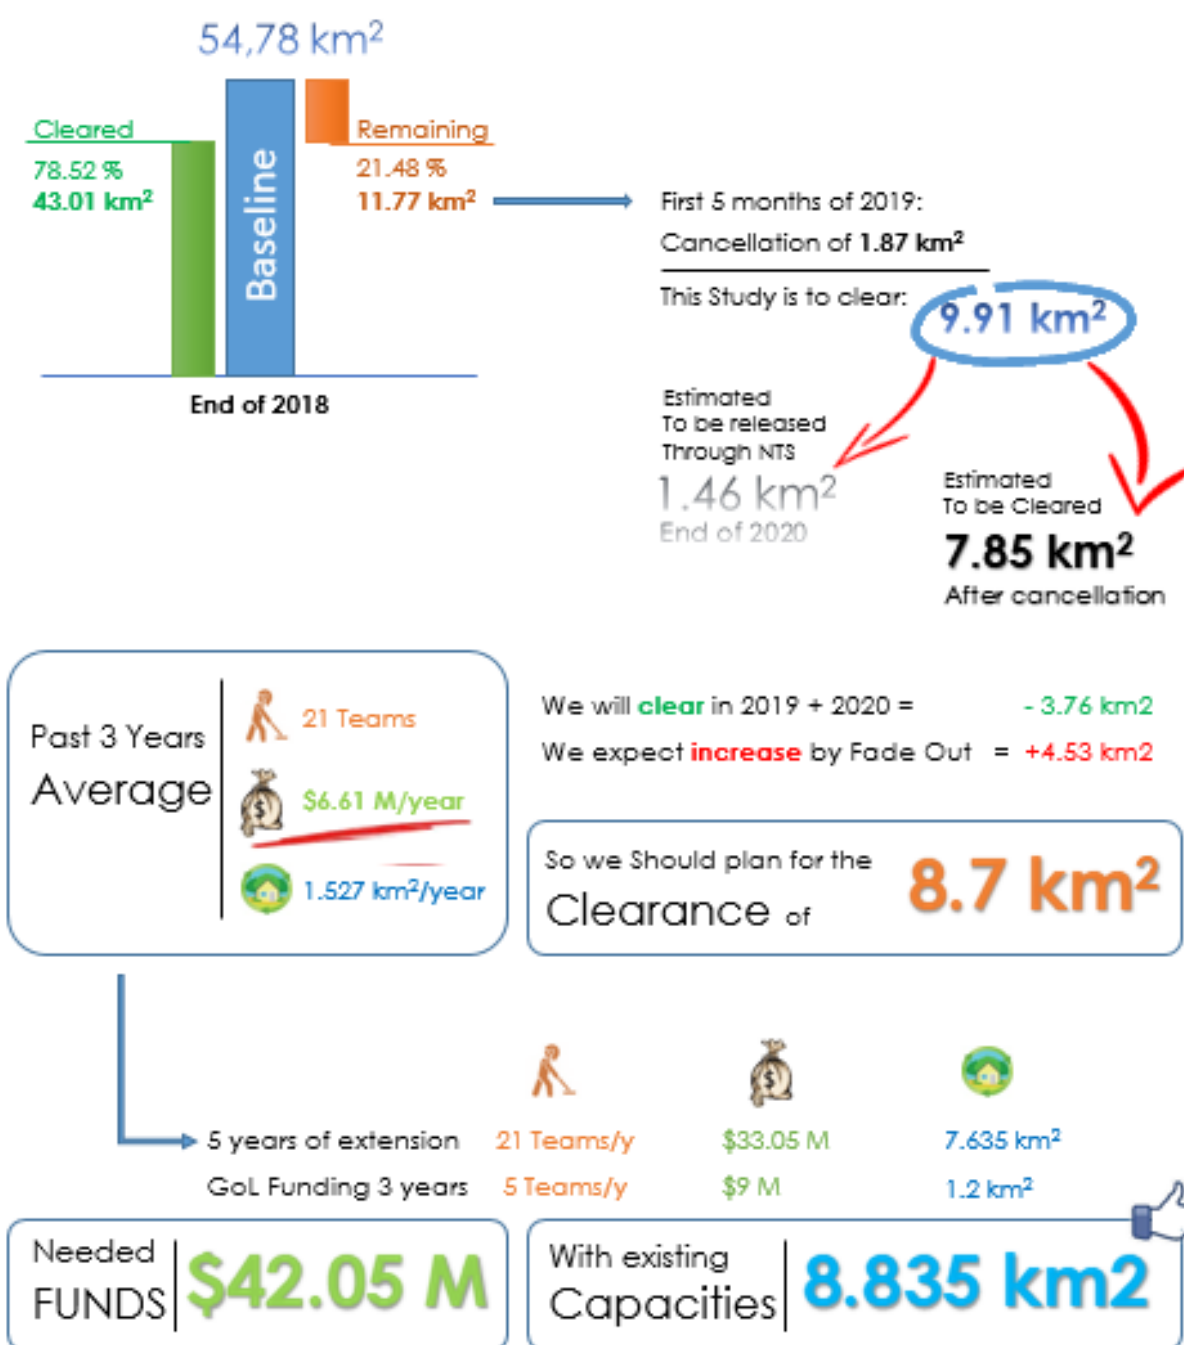 54,78 km²
Cleared
78.52 %
43.01 km²
Baseline
Remaining
21.48 %
11.77 km²
End of 2018
First 5 months of 2019:
Cancellation of 1.87 km²
This Study is to clear:
9.91 km²
Estimated
To be released
Through NTS
1.46 km²
End of 2020
Estimated
To be Cleared
7.85 km²
After cancellation
Past 3 Years
Average
21 Teams
$6.61 M/year
1.527 km²/year
We will clear in 2019 + 2020 = - 3.76 km2
We expect increase by Fade Out = +4.53 km2
So we Should plan for the
Clearance of
8.7 km²
5 years of extension 21 Teams/y $33.05 M 7.635 km²
GoL Funding 3 years 5 Teams/y $9 M 1.2 km²
Needed
FUNDS
$42.05 M
With existing
Capacities
8.835 km2